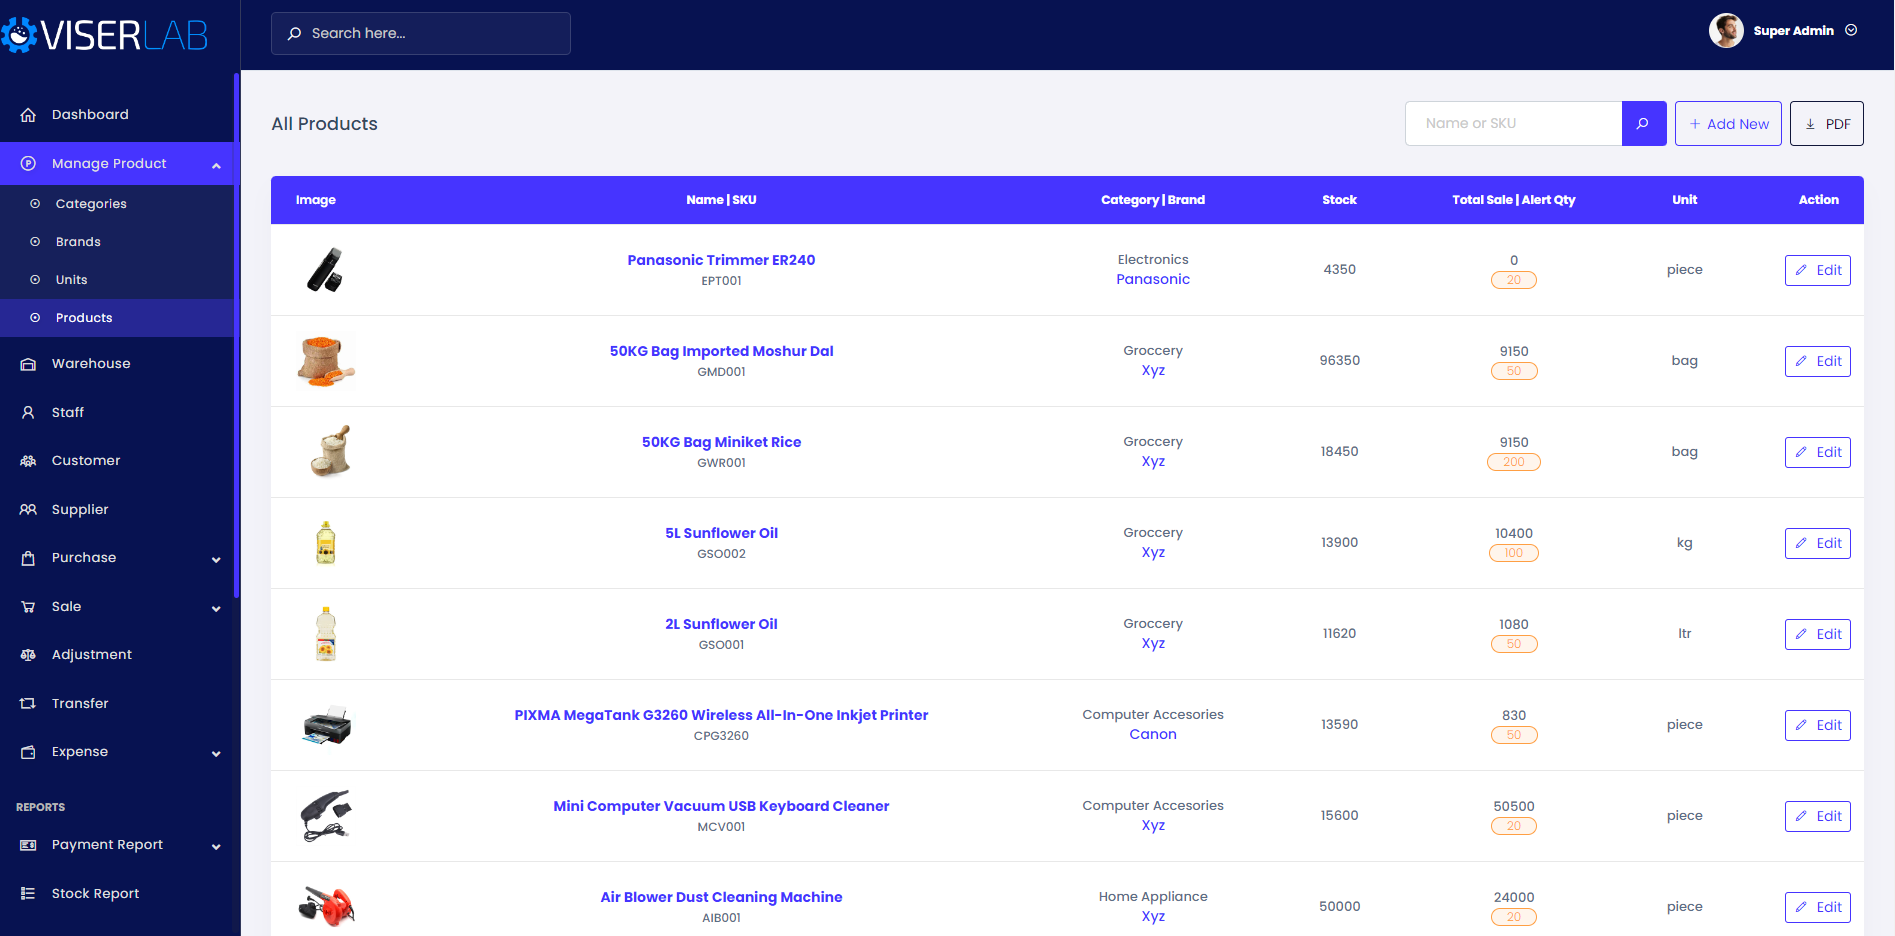 VISERLAB
Search here...
Super Admin
Dashboard
Manage Product
Categories
Brands
Units
Products
Warehouse
Staff
Customer
Supplier
Purchase
Sale
Adjustment
Transfer
Expense
REPORTS
Payment Report
Stock Report
All Products
Name or SKU
+ Add New
PDF
Image Name | SKU Category | Brand Stock Total Sale | Alert Qty Unit Action
Panasonic Trimmer ER240
EPT001
Electronics
Panasonic
4350
0
20
piece
Edit
50KG Bag Imported Moshur Dal
GMD001
Groccery
Xyz
96350
9150
50
bag
Edit
50KG Bag Miniket Rice
GWR001
Groccery
Xyz
18450
9150
200
bag
Edit
5L Sunflower Oil
GSO002
Groccery
Xyz
13900
10400
100
kg
Edit
2L Sunflower Oil
GSO001
Groccery
Xyz
11620
1080
50
ltr
Edit
PIXMA MegaTank G3260 Wireless All-In-One Inkjet Printer
CPG3260
Computer Accesories
Canon
13590
830
50
piece
Edit
Mini Computer Vacuum USB Keyboard Cleaner
MCV001
Computer Accesories
Xyz
15600
50500
20
piece
Edit
Air Blower Dust Cleaning Machine
AIB001
Home Appliance
Xyz
50000
24000
20
piece
Edit